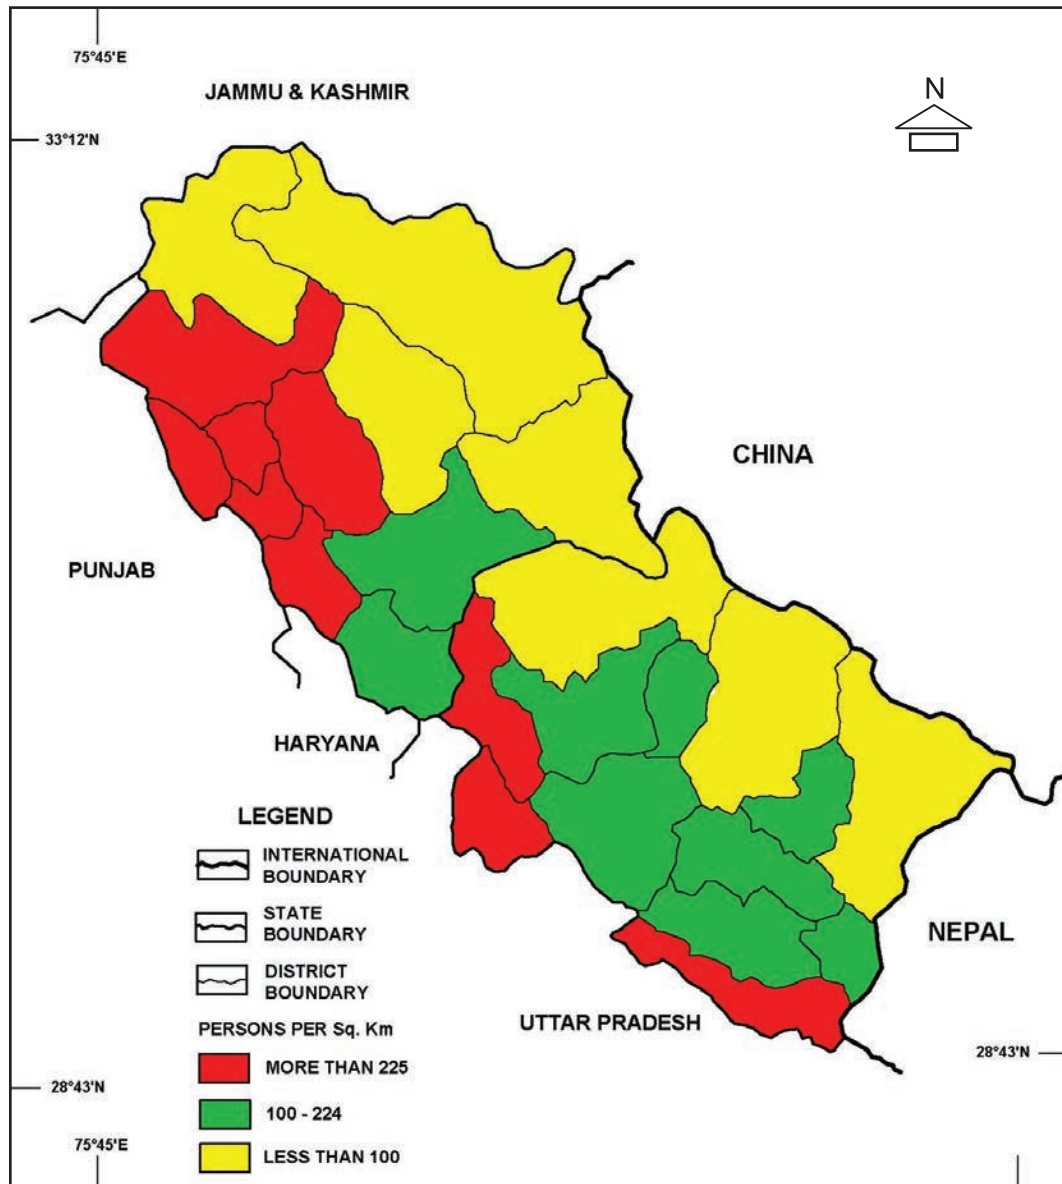 75°45'E
JAMMU & KASHMIR
N
33°12'N
CHINA
PUNJAB
HARYANA
LEGEND
INTERNATIONAL
BOUNDARY
STATE
BOUNDARY
DISTRICT
BOUNDARY
NEPAL
UTTAR PRADESH
PERSONS PER Sq. Km
28°43'N
MORE THAN 225
28°43'N
100 - 224
75°45'E
LESS THAN 100